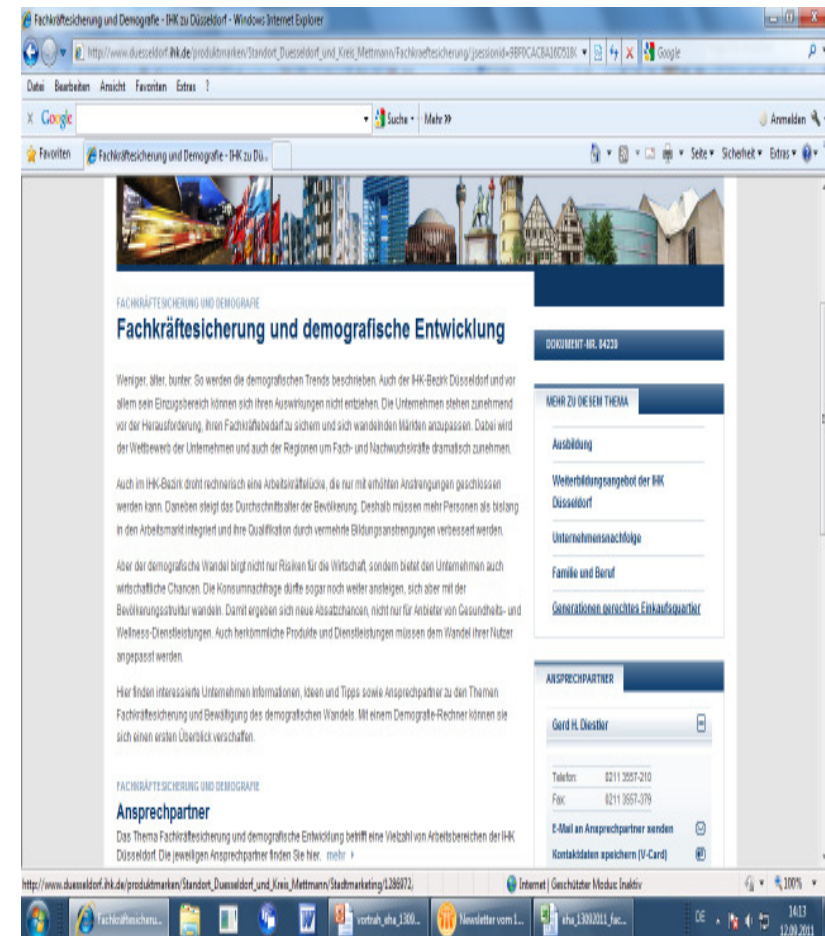 Fachkräftesicherung und Demografie - IHK zu Düsseldorf - Windows Internet Explorer
http://www.duesseldorf.ihk.de/produktmarken/Standort_Duesseldorf_und_Kreis_Mettmann/Fachkraeftesicherung/
Google
Datei Bearbeiten Ansicht Favoriten Extras ?
x Google Suche Mehr » Anmelden
Favoriten Fachkräftesicherung und Demografie - IHK zu Dü... Seite Sicherheit Extras
FACHKRÄFTESICHERUNG UND DEMOGRAFIE
Fachkräftesicherung und demografische Entwicklung
Weniger, älter, bunter: So werden die demografischen Trends beschrieben. Auch der IHK-Bezirk Düsseldorf und vor
allem sein Einzugsbereich können sich ihren Auswirkungen nicht entziehen. Die Unternehmen stehen zunehmend
vor der Herausforderung, ihren Fachkräftebedarf zu sichern und sich wandelnden Märkten anzupassen. Dabei wird
der Wettbewerb der Unternehmen und auch der Regionen um Fach- und Nachwuchskräfte dramatisch zunehmen.
Auch im IHK-Bezirk droht rechnerisch eine Arbeitskräftelücke, die nur mit erhöhten Anstrengungen geschlossen
werden kann. Daneben steigt das Durchschnittsalter der Bevölkerung. Deshalb müssen mehr Personen als bislang
in den Arbeitsmarkt integriert und ihre Qualifikation durch vermehrte Bildungsanstrengungen verbessert werden.
Aber der demografische Wandel birgt nicht nur Risiken für die Wirtschaft, sondern bietet den Unternehmen auch
wirtschaftliche Chancen. Die Konsumnachfrage dürfte sogar noch weiter ansteigen, sich aber mit der
Bevölkerungsstruktur wandeln. Damit ergeben sich neue Absatzchancen, nicht nur für Anbieter von Gesundheits- und
Wellness-Dienstleistungen. Auch herkömmliche Produkte und Dienstleistungen müssen dem Wandel ihrer Nutzer
angepasst werden.
Hier finden interessierte Unternehmen Informationen, Ideen und Tipps sowie Ansprechpartner zu den Themen
Fachkräftesicherung und Bewältigung des demografischen Wandels. Mit einem Demografie-Rechner können sie
sich einen ersten Überblick verschaffen.
FACHKRÄFTESICHERUNG UND DEMOGRAFIE
Ansprechpartner
Das Thema Fachkräftesicherung und demografische Entwicklung betrifft eine Vielzahl von Arbeitsbereichen der IHK
Düsseldorf. Die jeweiligen Ansprechpartner finden Sie hier. mehr
DOKUMENT-NR. 84220
MEHR ZU DIESEM THEMA
Ausbildung
Weiterbildungsangebot der IHK
Düsseldorf
Unternehmensnachfolge
Familie und Beruf
Generationen gerechtes Einkaufsquartier
ANSPRECHPARTNER
Gerd H. Diestler
Telefon: 0211 3557-210
Fax: 0211 3557-379
E-Mail an Ansprechpartner senden
Kontaktdaten speichern (V-Card)
http://www.duesseldorf.ihk.de/produktmarken/Standort_Duesseldorf_und_Kreis_Mettmann/Stadtmarketing/1286972, Internet | Geschützter Modus: Inaktiv 100%
Fachkräftesicheru... vortrah_eha_1309... Newsletter vom 1... eha_13092011_fac... DE 14:13
12.09.2011